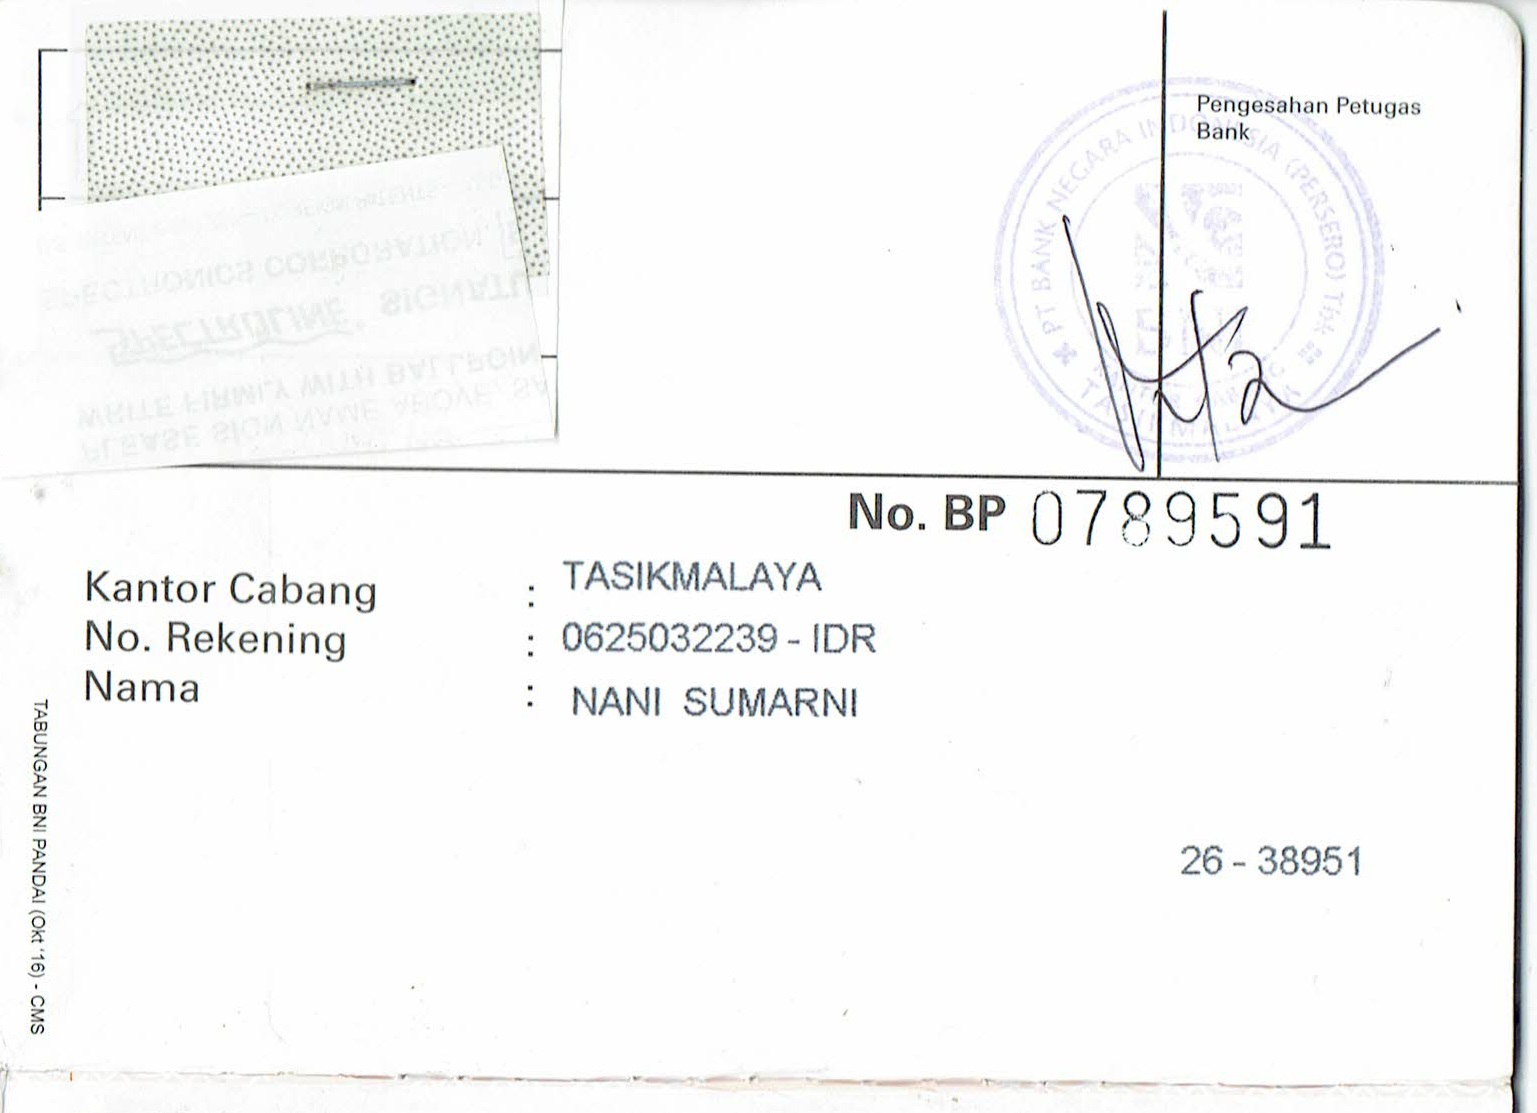 Pengesahan Petugas
Bank
PT BANK NEGARA INDONESIA (PERSERO) Tbk
TASIKMALAYA
SPECTRONICS CORPORATION
SPECTROLINE SIGNATU
WRITE FIRMLY WITH BALLPOIN
PLEASE SIGN NAME ABOVE, SA
No. BP 0789591
Kantor Cabang : TASIKMALAYA
No. Rekening : 0625032239 - IDR
Nama : NANI SUMARNI
26 - 38951
TABUNGAN BNI PANDAI (Okt '16) - CMS